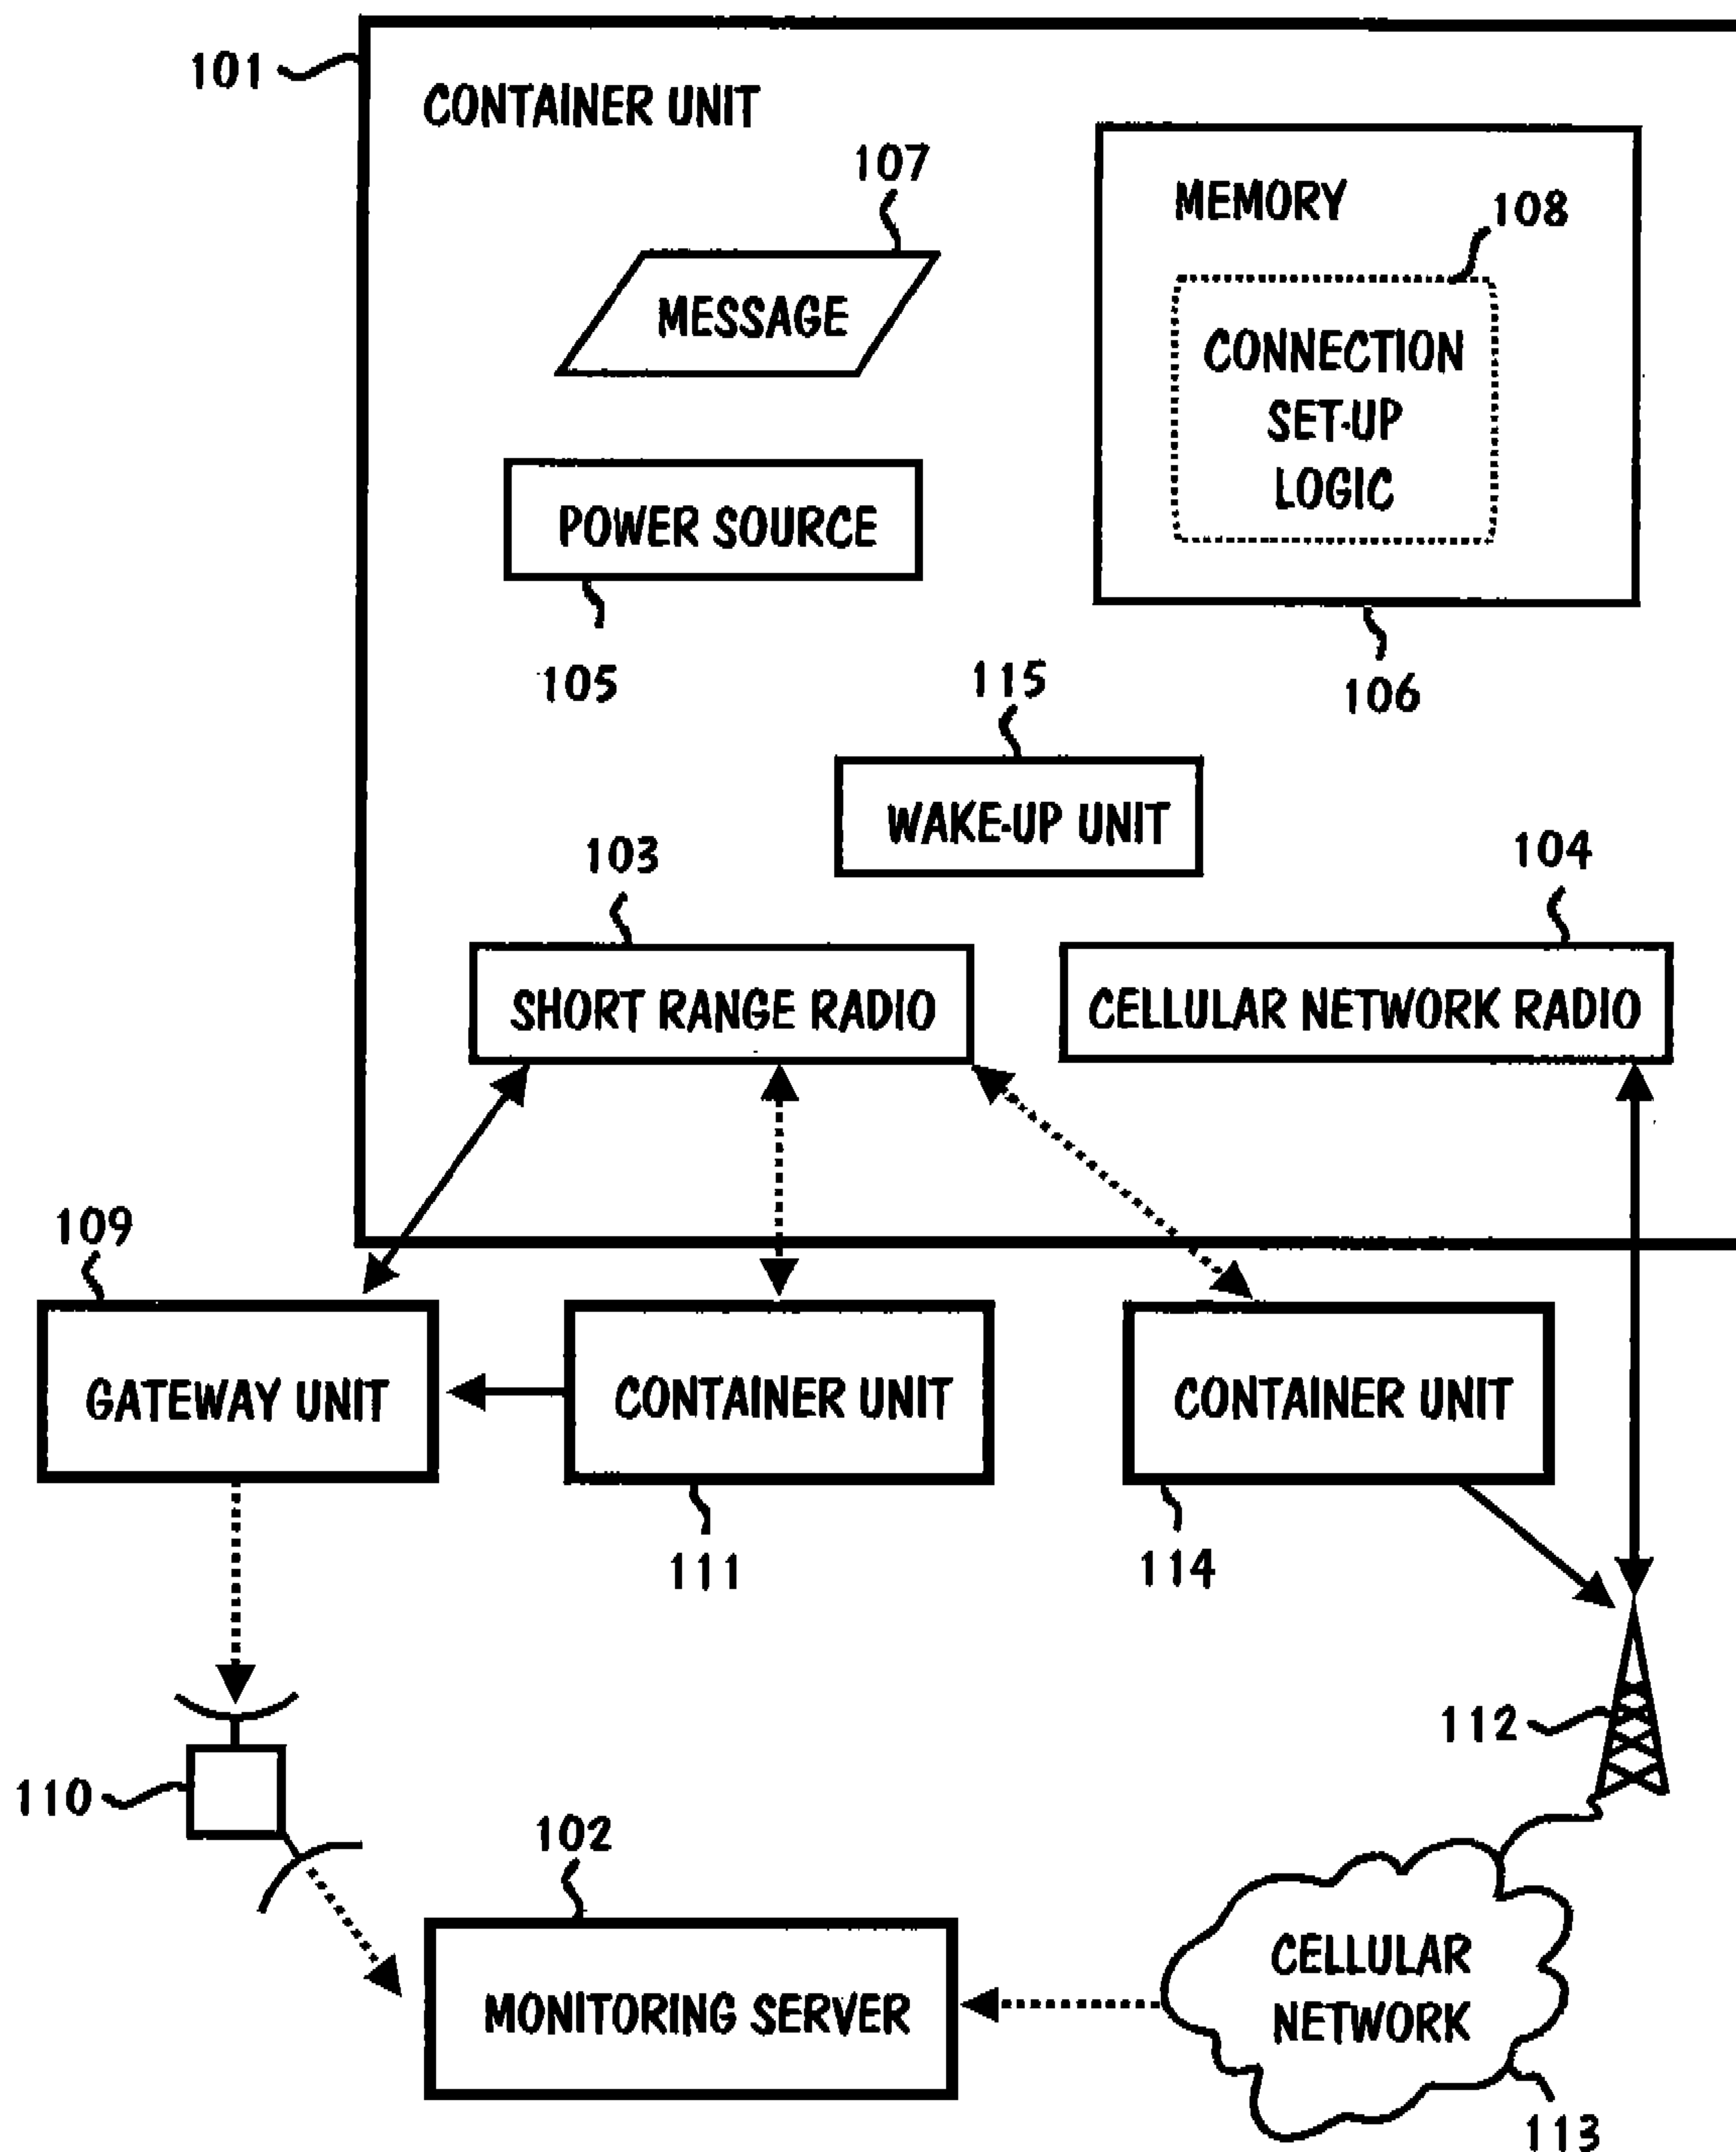 101
CONTAINER UNIT
107
MEMORY
108
MESSAGE
CONNECTION
SET-UP
LOGIC
POWER SOURCE
105
115
106
WAKE-UP UNIT
103
104
SHORT RANGE RADIO
CELLULAR NETWORK RADIO
109
GATEWAY UNIT
CONTAINER UNIT
CONTAINER UNIT
111
114
112
110
102
CELLULAR
NETWORK
MONITORING SERVER
113